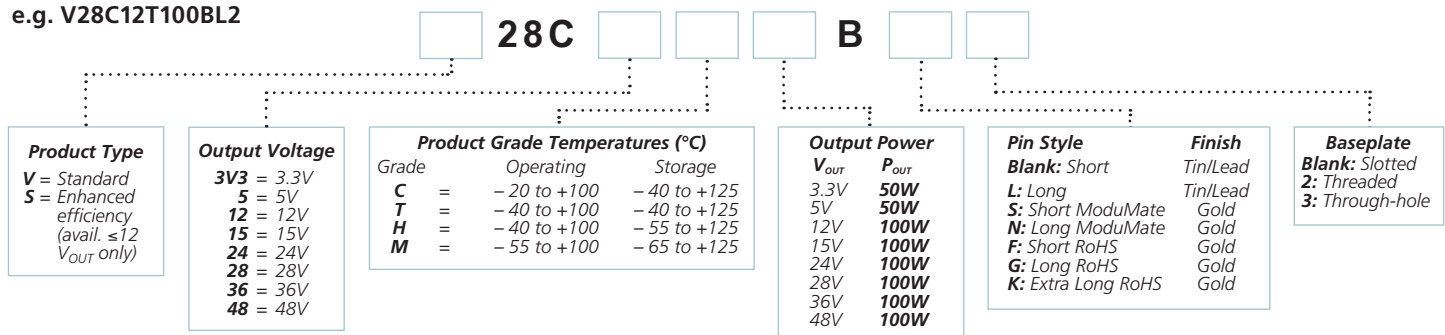 e.g. V28C12T100BL2
28C B
Product Type
V = Standard
S = Enhanced
efficiency
(avail. ≤12
VOUT only)
Output Voltage
3V3 = 3.3V
5 = 5V
12 = 12V
15 = 15V
24 = 24V
28 = 28V
36 = 36V
48 = 48V
Product Grade Temperatures (°C)
Grade Operating Storage
C = – 20 to +100 – 40 to +125
T = – 40 to +100 – 40 to +125
H = – 40 to +100 – 55 to +125
M = – 55 to +100 – 65 to +125
Output Power
VOUT POUT
3.3V 50W
5V 50W
12V 100W
15V 100W
24V 100W
28V 100W
36V 100W
48V 100W
Pin Style Finish
Blank: Short Tin/Lead
L: Long Tin/Lead
S: Short ModuMate Gold
N: Long ModuMate Gold
F: Short RoHS Gold
G: Long RoHS Gold
K: Extra Long RoHS Gold
Baseplate
Blank: Slotted
2: Threaded
3: Through-hole